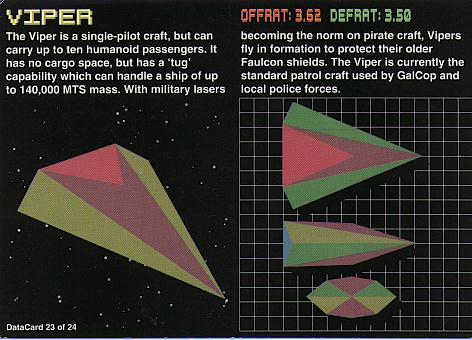 VIPER
The Viper is a single-pilot craft, but can
carry up to ten humanoid passengers. It
has no cargo space, but has a 'tug'
capability which can handle a ship of up
to 140,000 MTS mass. With military lasers
OFFRAT: 3.62 DEFRAT: 3.50
becoming the norm on pirate craft, Vipers
fly in formation to protect their older
Faulcon shields. The Viper is currently the
standard patrol craft used by GalCop and
local police forces.
DataCard 23 of 24